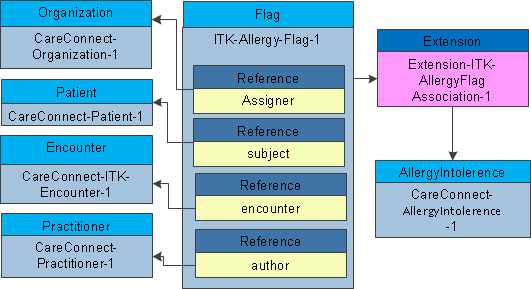 Organization
CareConnect-
Organization-1
Patient
CareConnect-Patient-1
Encounter
CareConnect-ITK-
Encounter-1
Practitioner
CareConnect-
Practitioner-1
Flag
ITK-Allergy-Flag-1
Reference
Assigner
Reference
subject
Reference
encounter
Reference
author
Extension
Extension-ITK-
AllergyFlag
Association-1
AllergyIntolerence
CareConnect-
AllergyIntolerence
-1